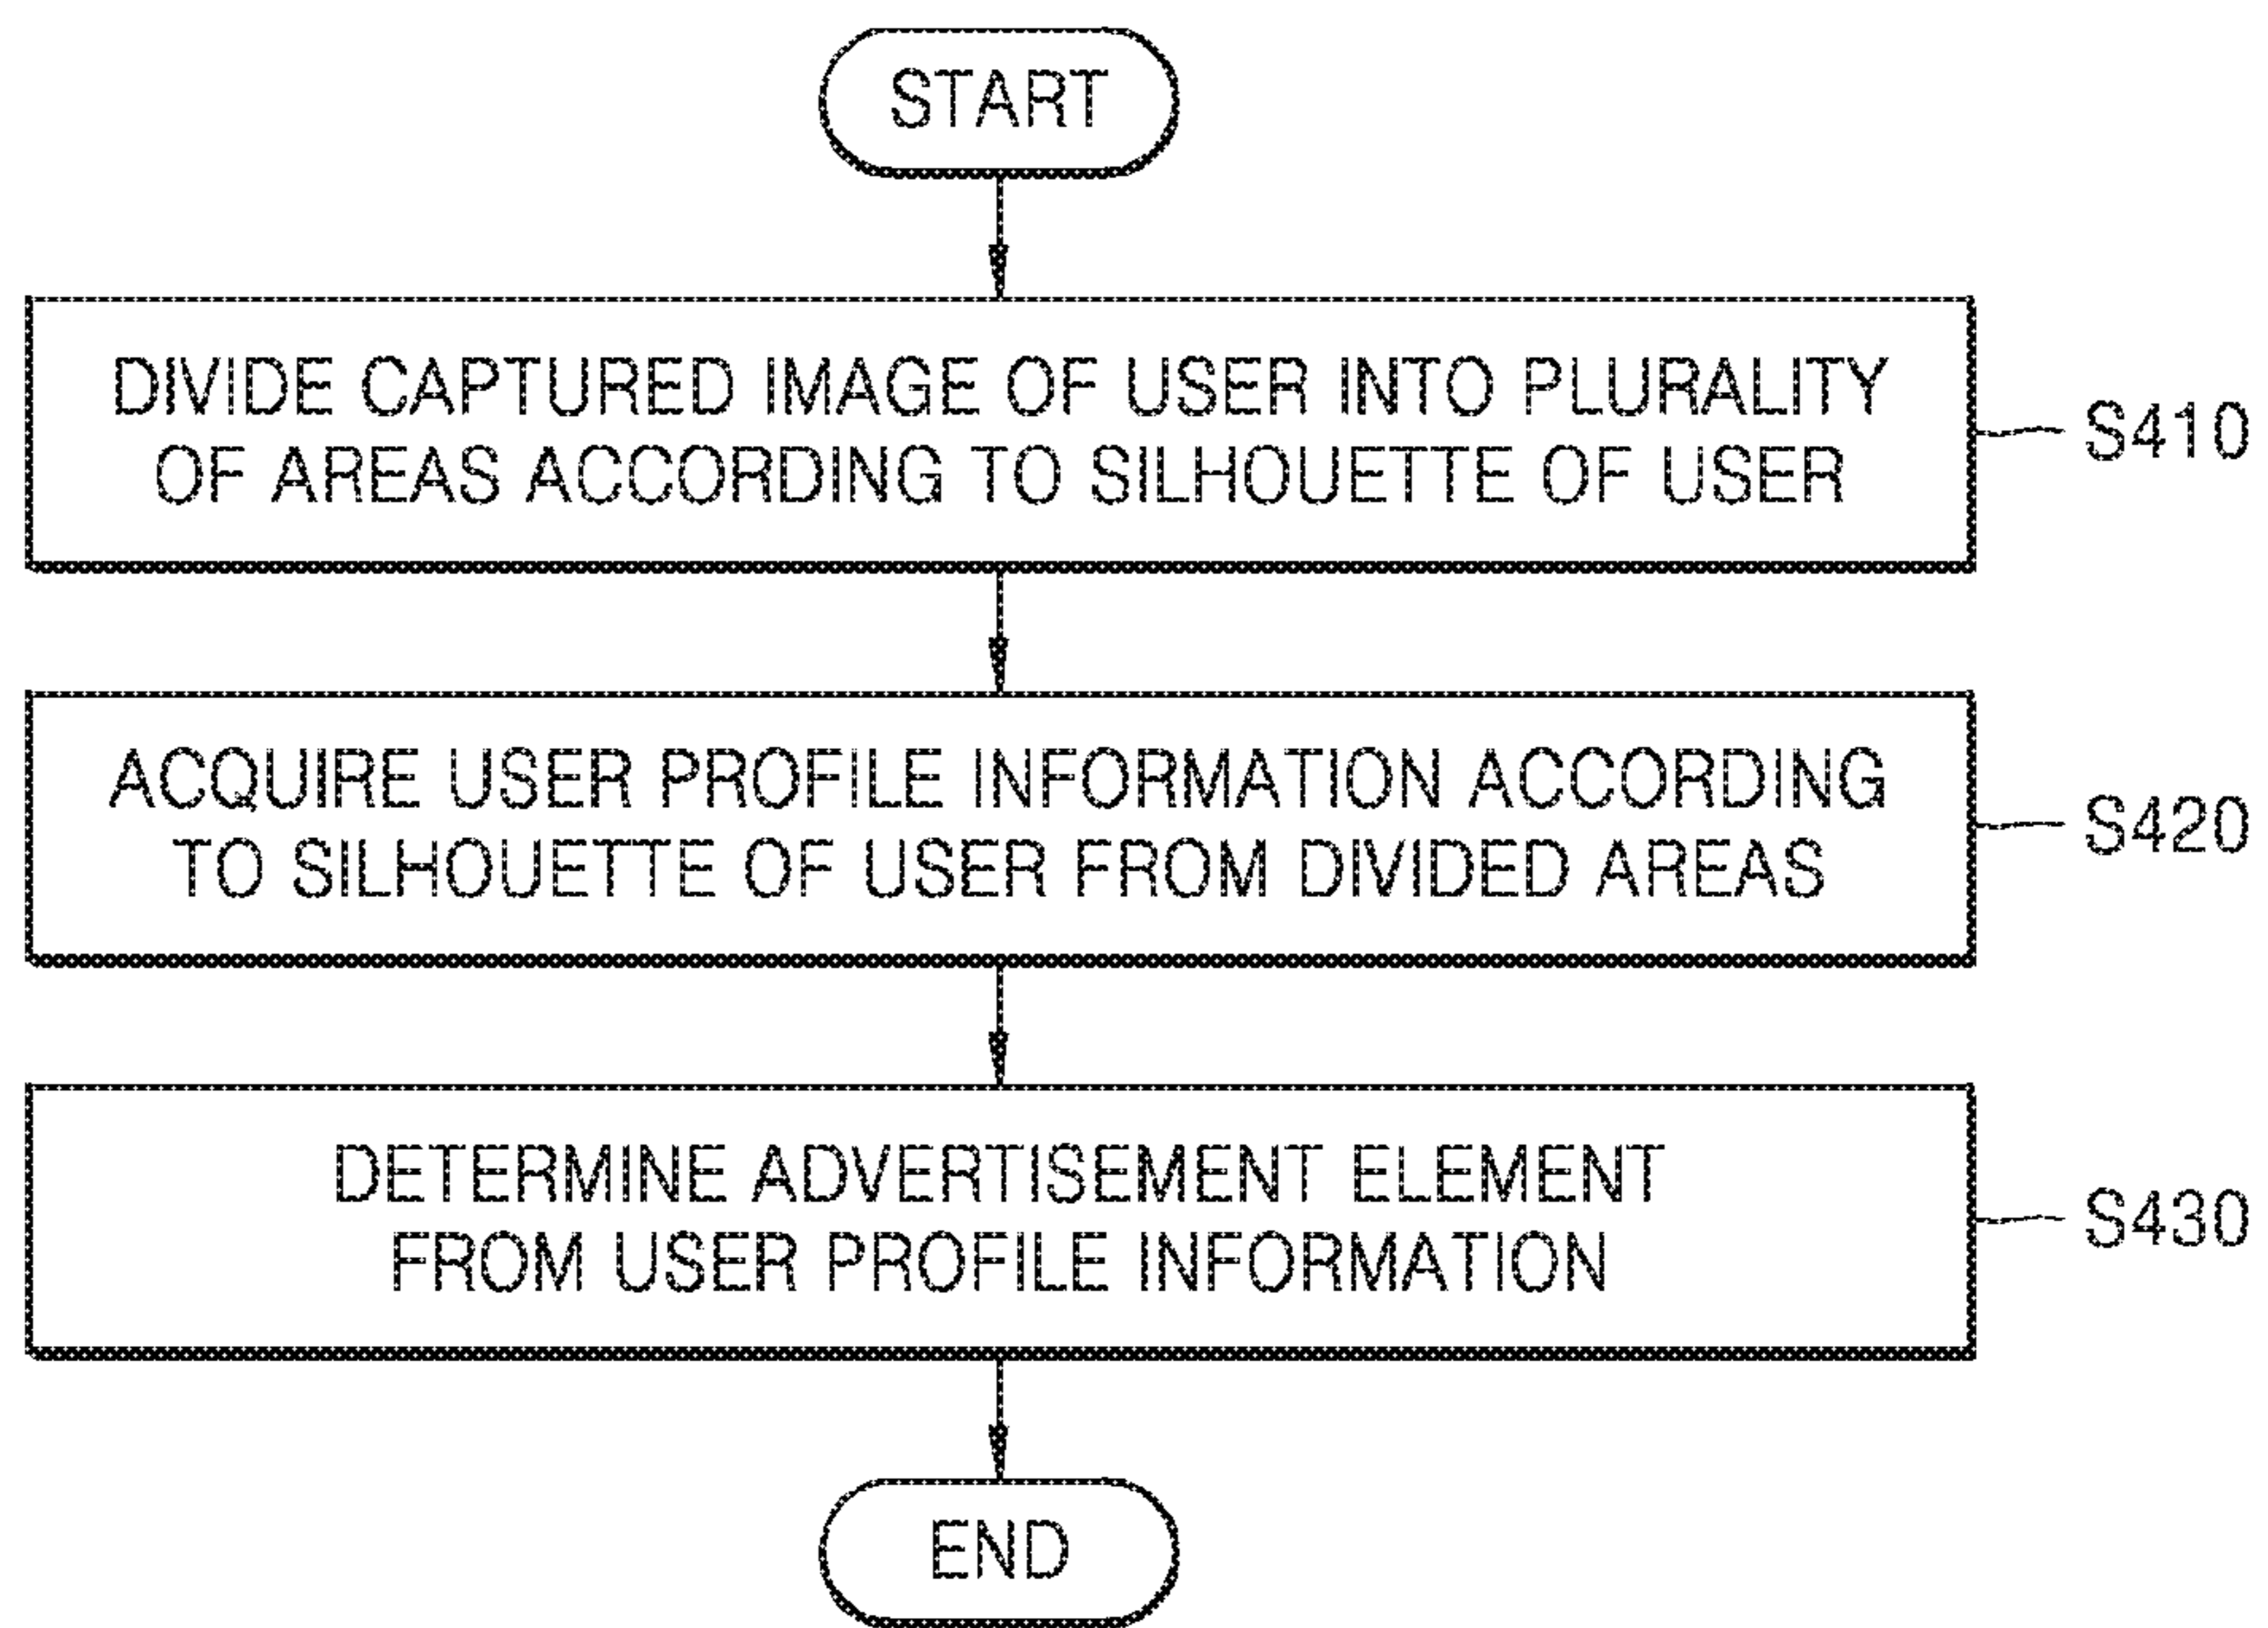 START
DIVIDE CAPTURED IMAGE OF USER INTO PLURALITY
OF AREAS ACCORDING TO SILHOUETTE OF USER
S410
ACQUIRE USER PROFILE INFORMATION ACCORDING
TO SILHOUETTE OF USER FROM DIVIDED AREAS
S420
DETERMINE ADVERTISEMENT ELEMENT
FROM USER PROFILE INFORMATION
S430
END